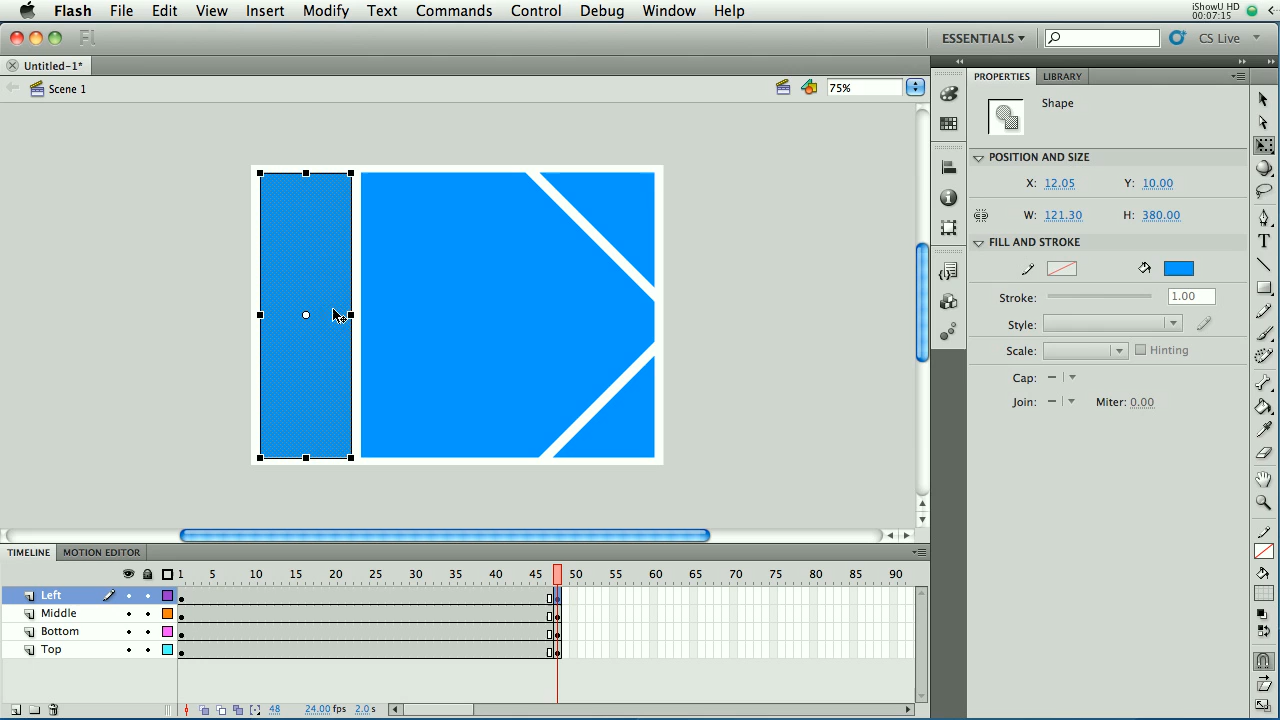 Flash File Edit View Insert Modify Text Commands Control Debug Window Help
iShowU HD
00:07:15
Fl ESSENTIALS CS Live
Untitled-1*
Scene 1 75%
PROPERTIES LIBRARY
Shape
POSITION AND SIZE
X: 12.05 Y: 10.00
W: 121.30 H: 380.00
FILL AND STROKE
Stroke: 1.00
Style:
Scale: Hinting
Cap:
Join: Miter: 0.00
TIMELINE MOTION EDITOR
1 5 10 15 20 25 30 35 40 45 50 55 60 65 70 75 80 85 90
Left
Middle
Bottom
Top
48 24.00 fps 2.0 s